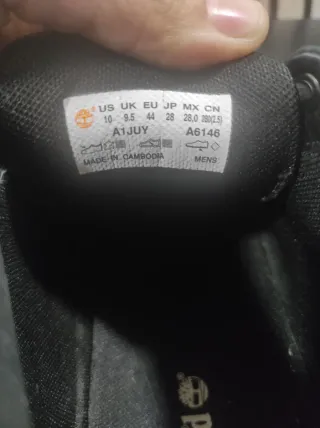 US UK EU JP MX CN
10 9.5 44 28 28.0 280(2.5)
A1JUY A6146
MADE IN CAMBODIA MENS